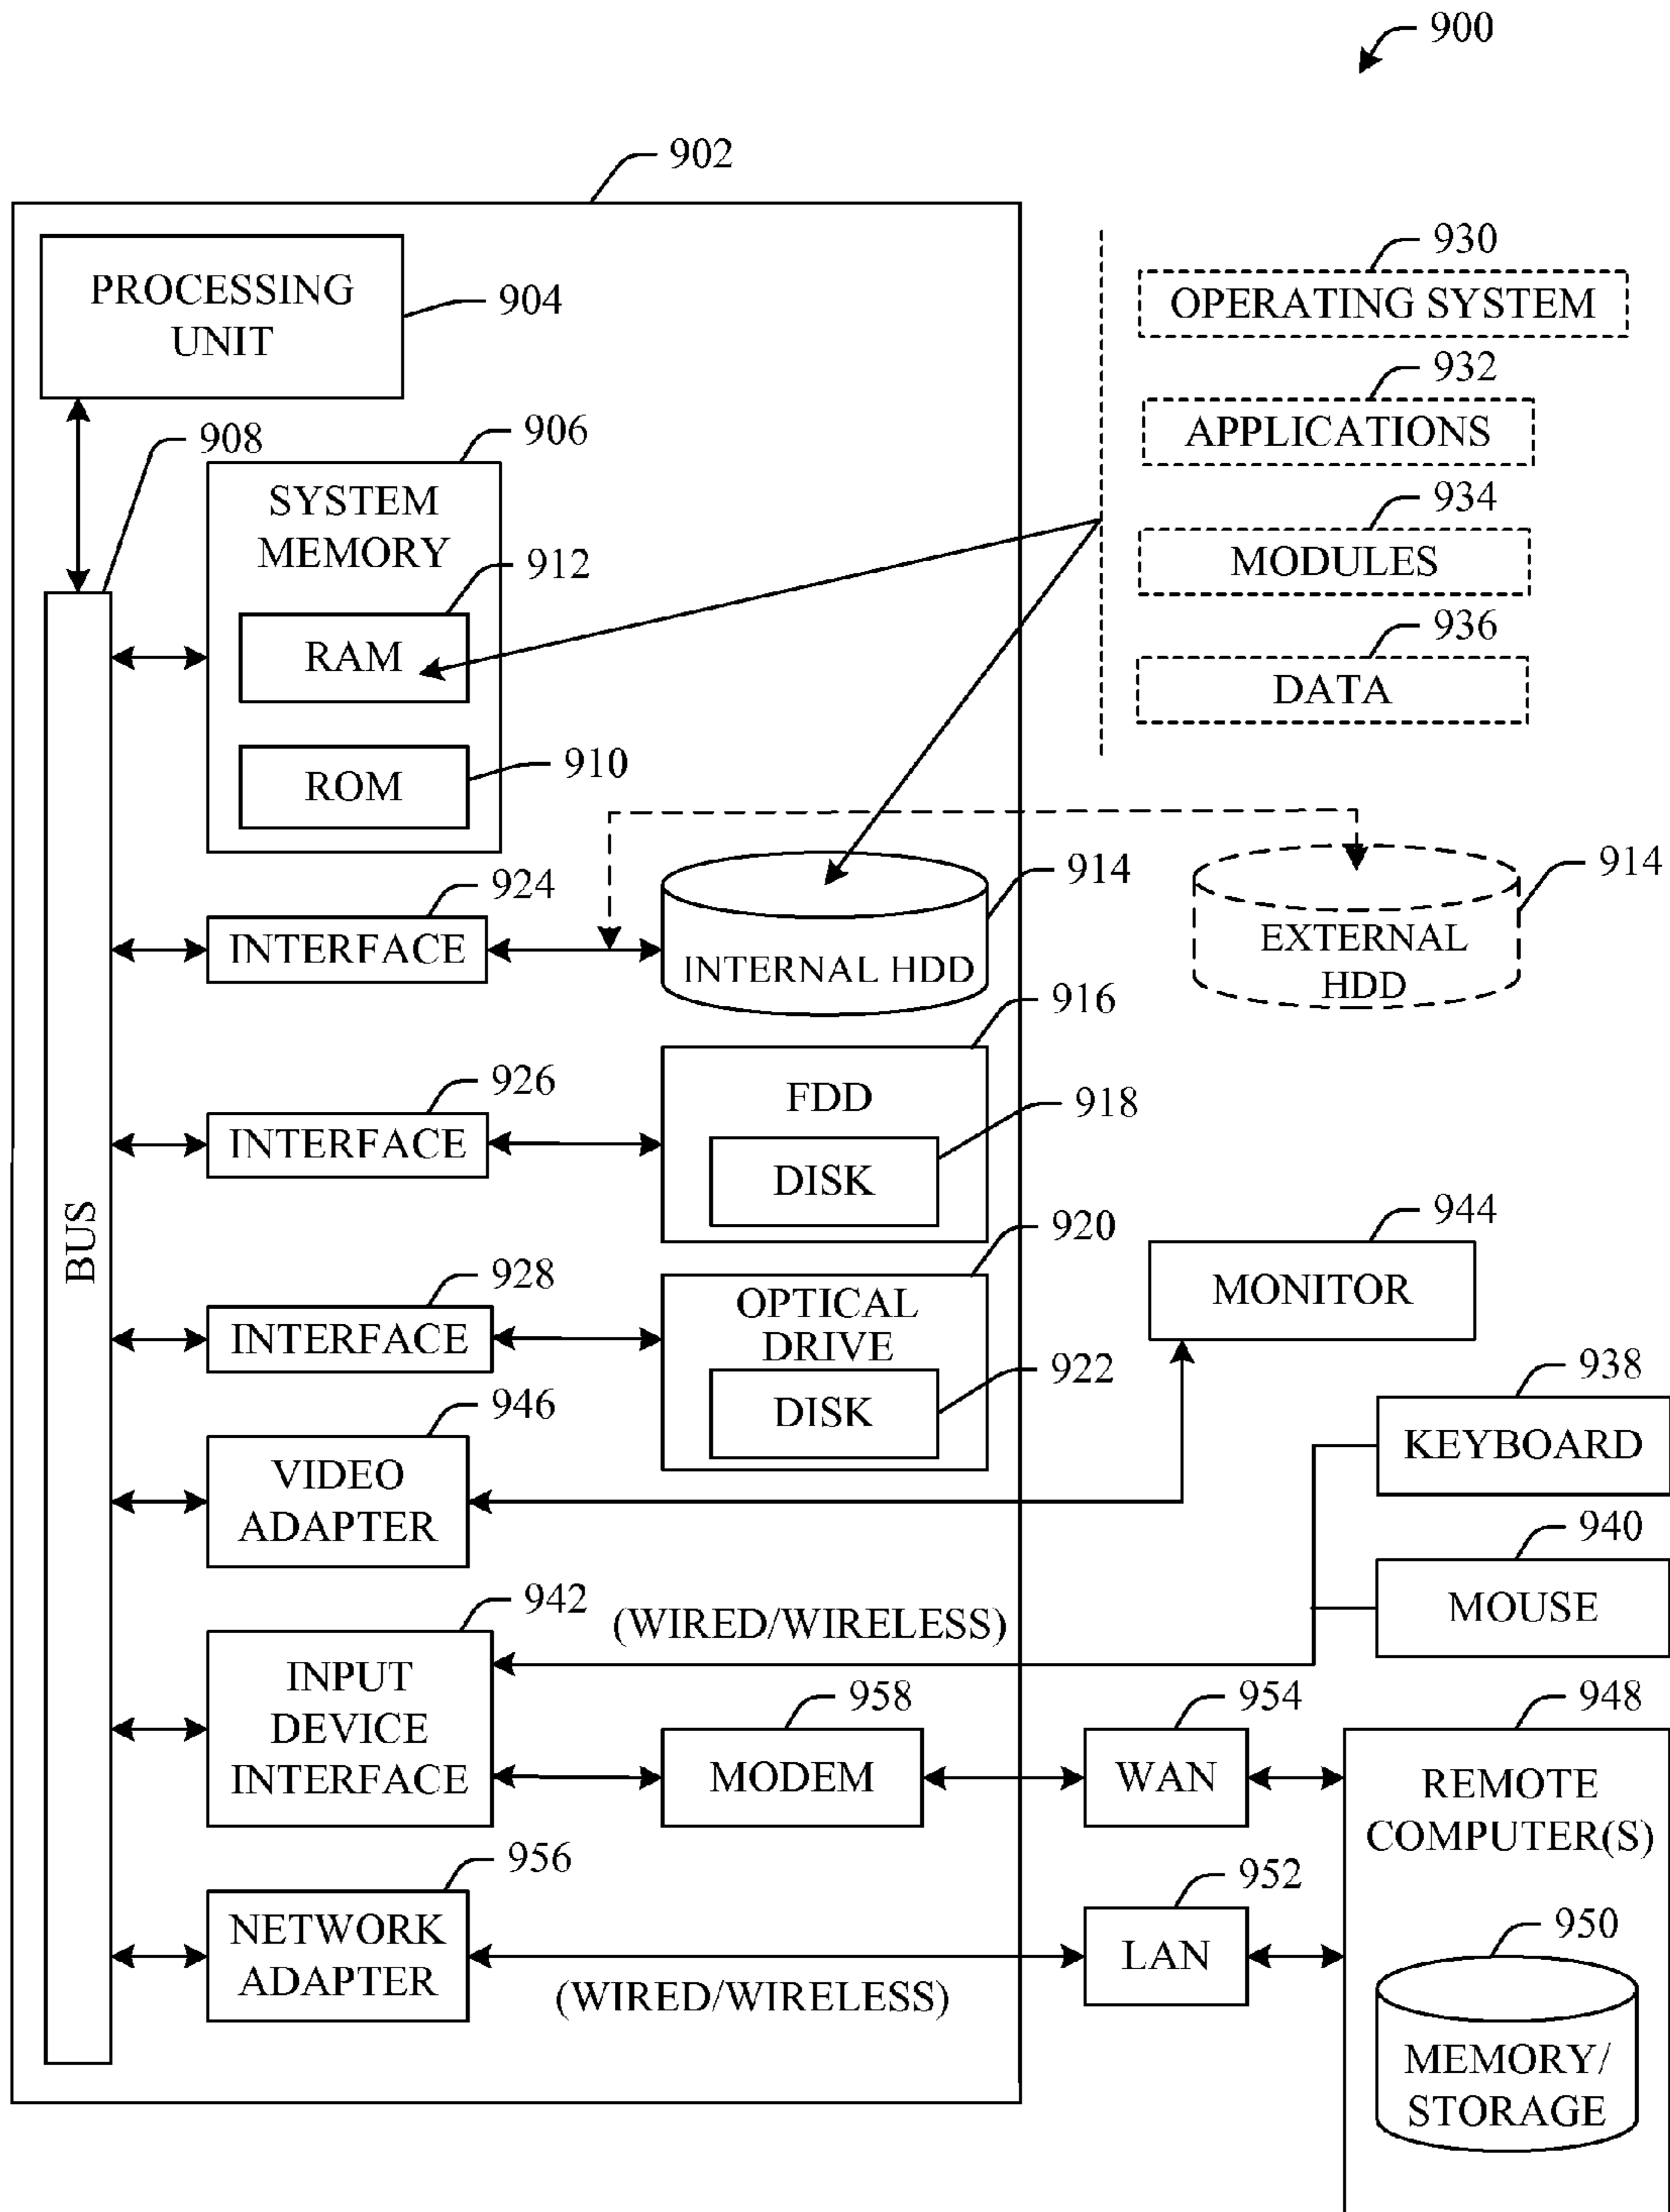 900
902
PROCESSING
UNIT
904
930
OPERATING SYSTEM
932
APPLICATIONS
934
MODULES
936
DATA
908
906
SYSTEM
MEMORY
912
RAM
910
ROM
924
INTERFACE
914
INTERNAL HDD
914
EXTERNAL
HDD
926
INTERFACE
916
FDD
918
DISK
BUS
928
INTERFACE
920
OPTICAL
DRIVE
922
DISK
944
MONITOR
946
VIDEO
ADAPTER
938
KEYBOARD
940
MOUSE
942
(WIRED/WIRELESS)
INPUT
DEVICE
INTERFACE
958
MODEM
954
WAN
948
REMOTE
COMPUTER(S)
956
NETWORK
ADAPTER
(WIRED/WIRELESS)
952
LAN
950
MEMORY/
STORAGE